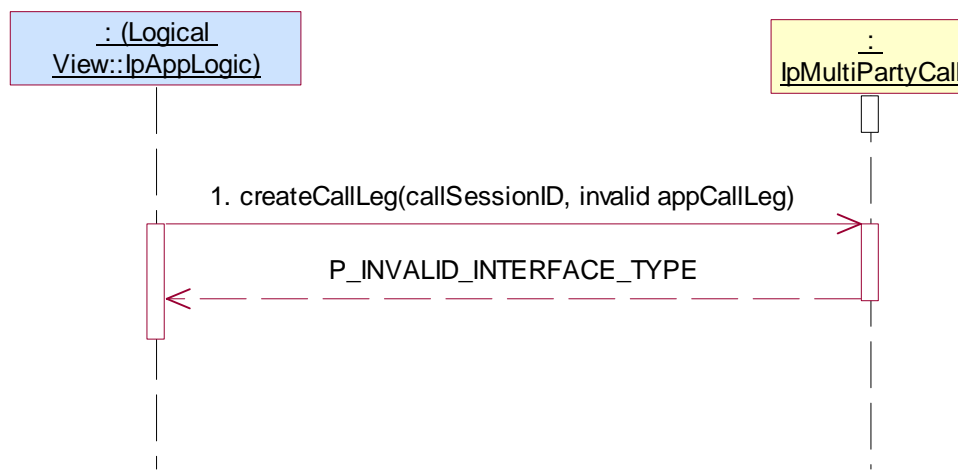 : (Logical
View::IpAppLogic)
:
IpMultiPartyCall
1. createCallLeg(callSessionID, invalid appCallLeg)
P_INVALID_INTERFACE_TYPE